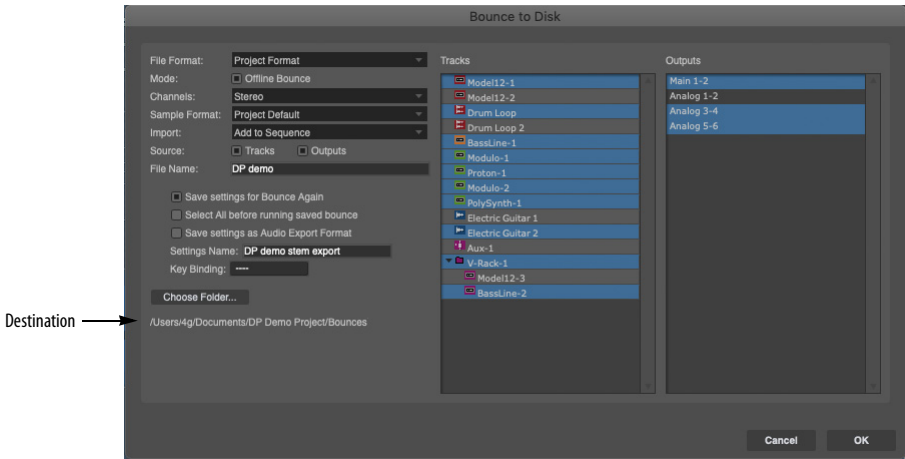 Bounce to Disk
File Format: Project Format
Mode: Offline Bounce
Channels: Stereo
Sample Format: Project Default
Import: Add to Sequence
Source: Tracks Outputs
File Name: DP demo
Save settings for Bounce Again
Select All before running saved bounce
Save settings as Audio Export Format
Settings Name: DP demo stem export
Key Binding: ----
Choose Folder...
Destination
/Users/4g/Documents/DP Demo Project/Bounces
Tracks
Model12-1
Model12-2
Drum Loop
Drum Loop 2
BassLine-1
Modulo-1
Proton-1
Modulo-2
PolySynth-1
Electric Guitar 1
Electric Guitar 2
Aux-1
V-Rack-1
Model12-3
BassLine-2
Outputs
Main 1-2
Analog 1-2
Analog 3-4
Analog 5-6
Cancel
OK